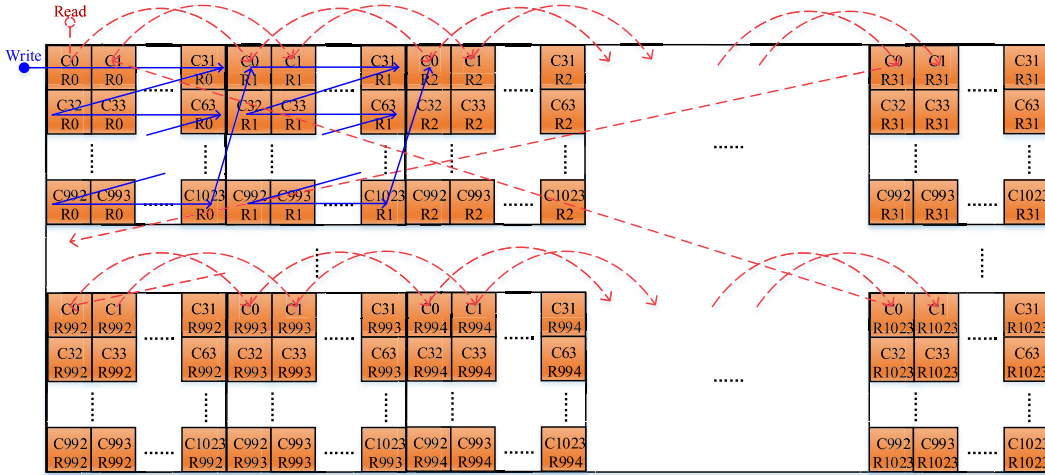 Read
Write
C0 C1 ...... C31 C0 C1 ...... C31 C0 C1 ...... C31 C0 C1 ...... C31
R0 R0 R0 R1 R1 R1 R2 R2 R2 R31 R31 R31
C32 C33 C63 C32 C33 C63 C32 C33 C63 C32 C33 C63
R0 R0 R0 R1 R1 R1 R2 R2 R2 R31 R31 R31
C992 C993 ...... C1023 C992 C993 ...... C1023 C992 C993 ...... C1023 C992 C993 ...... C1023
R0 R0 R0 R1 R1 R1 R2 R2 R2 R31 R31 R31
C0 C1 ...... C31 C0 C1 ...... C31 C0 C1 ...... C31 C0 C1 ...... C31
R992 R992 R992 R993 R993 R993 R994 R994 R994 R1023 R1023 R1023
C32 C33 C63 C32 C33 C63 C32 C33 C63 C32 C33 C63
R992 R992 R992 R993 R993 R993 R994 R994 R994 R1023 R1023 R1023
C992 C993 ...... C1023 C992 C993 ...... C1023 C992 C993 ...... C1023 C992 C993 ...... C1023
R992 R992 R992 R993 R993 R993 R994 R994 R994 R1023 R1023 R1023